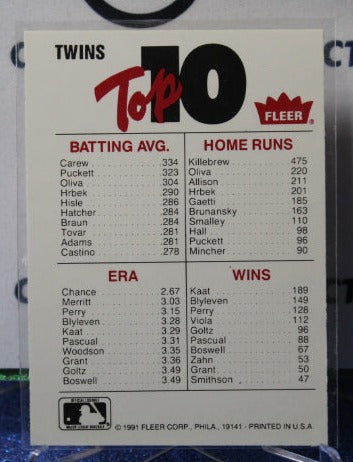 TWINS
Top 10
FLEER®
BATTING AVG.
Carew .334
Puckett .323
Oliva .304
Hrbek .290
Hisle .286
Hatcher .284
Braun .284
Tovar .281
Adams .281
Castino .278
HOME RUNS
Killebrew 475
Oliva 220
Allison 211
Hrbek 201
Gaetti 185
Brunansky 163
Smalley 110
Hall 98
Puckett 96
Mincher 90
ERA
Chance 2.67
Merritt 3.03
Perry 3.15
Blyleven 3.28
Kaat 3.29
Pascual 3.31
Woodson 3.35
Grant 3.36
Goltz 3.49
Boswell 3.49
WINS
Kaat 189
Blyleven 149
Perry 128
Viola 112
Goltz 96
Pascual 88
Boswell 67
Zahn 53
Grant 50
Smithson 47
© 1991 FLEER CORP., PHILA., 19141 - PRINTED IN U.S.A.